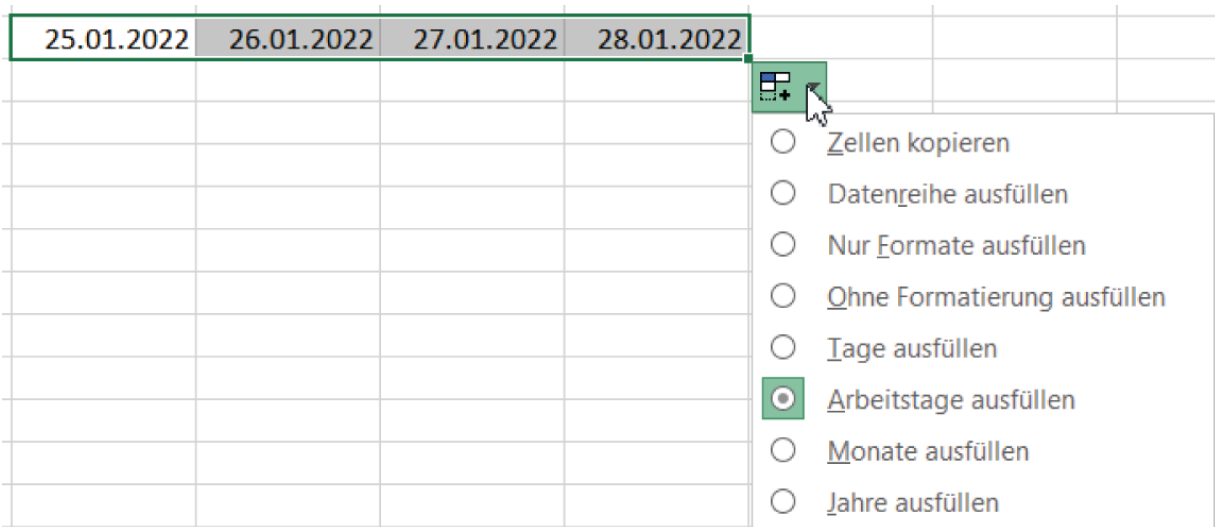 25.01.2022 26.01.2022 27.01.2022 28.01.2022
Zellen kopieren
Datenreihe ausfüllen
Nur Formate ausfüllen
Ohne Formatierung ausfüllen
Tage ausfüllen
Arbeitstage ausfüllen
Monate ausfüllen
Jahre ausfüllen